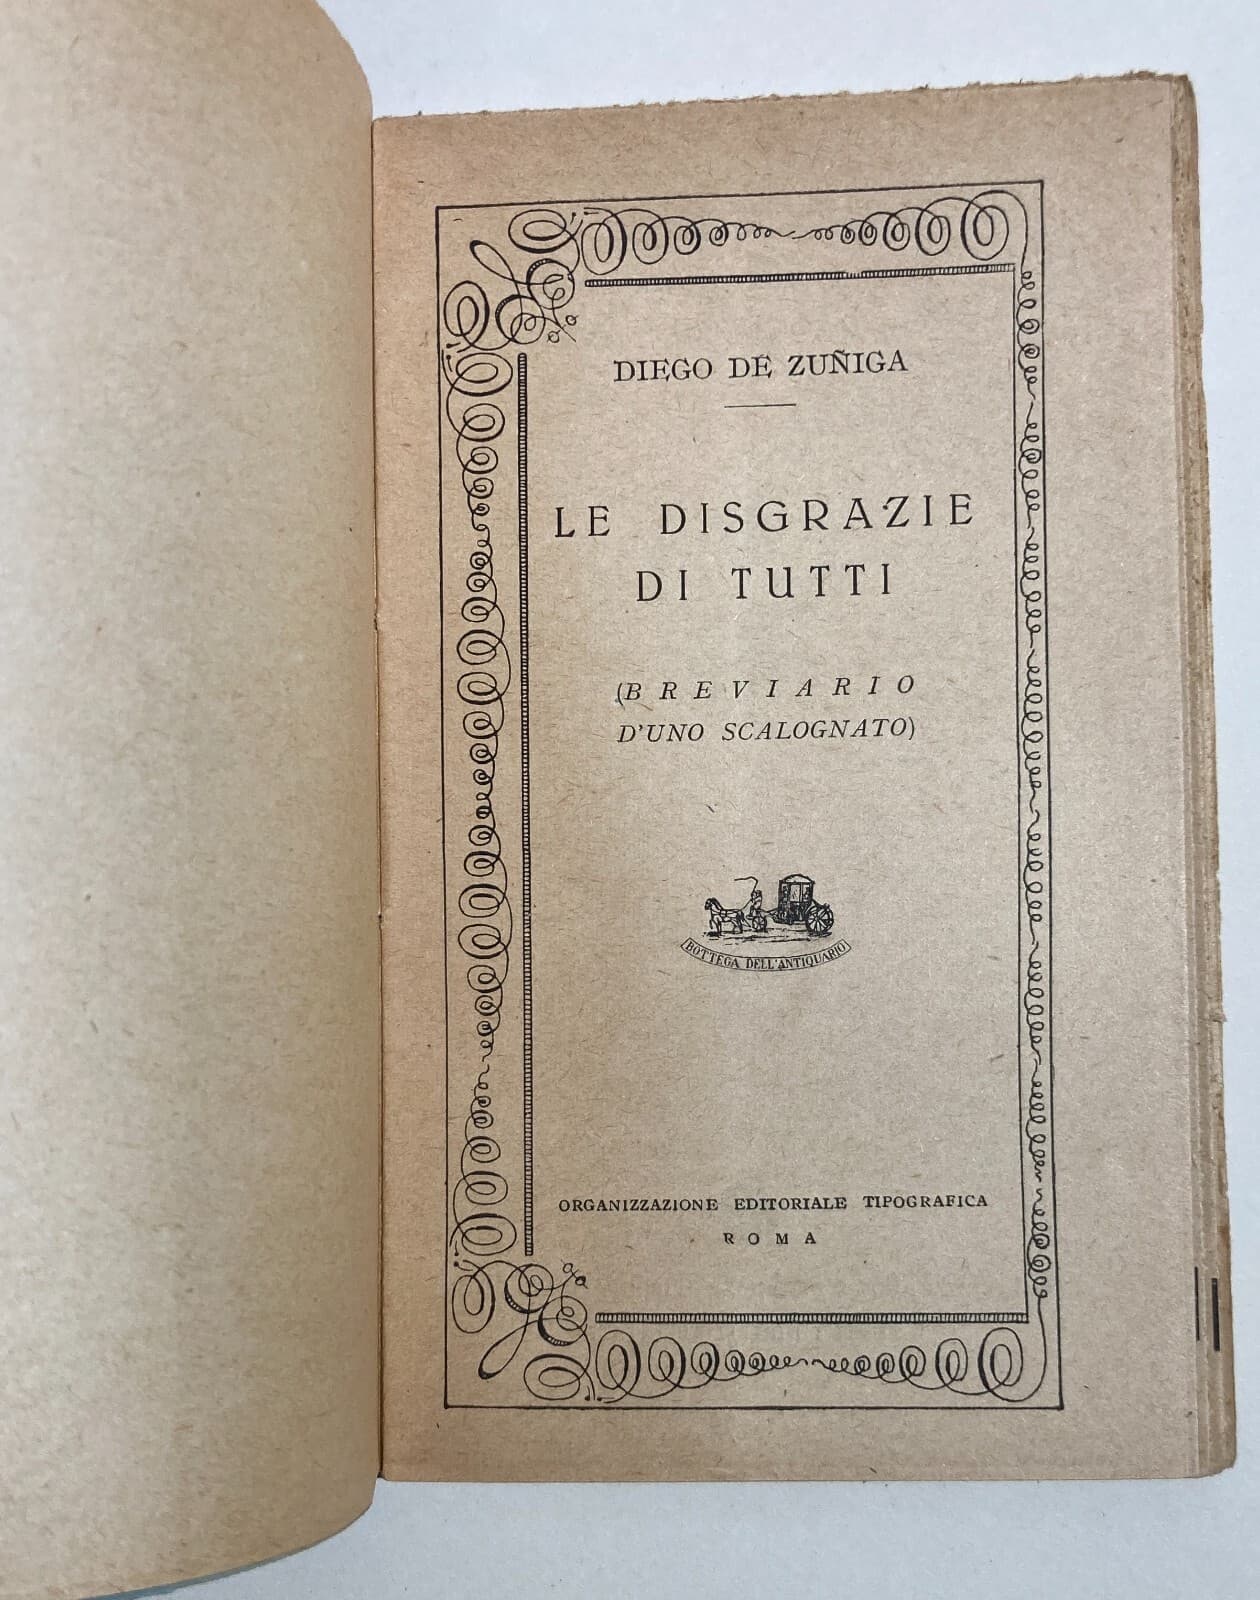 DIEGO DE ZUÑIGA
LE DISGRAZIE
DI TUTTI
(BREVIARIO
D'UNO SCALOGNATO)
BOTTEGA DELL'ANTIQUARIO
ORGANIZZAZIONE EDITORIALE TIPOGRAFICA
ROMA